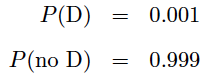 P(D) = 0.001
P(no D) = 0.999